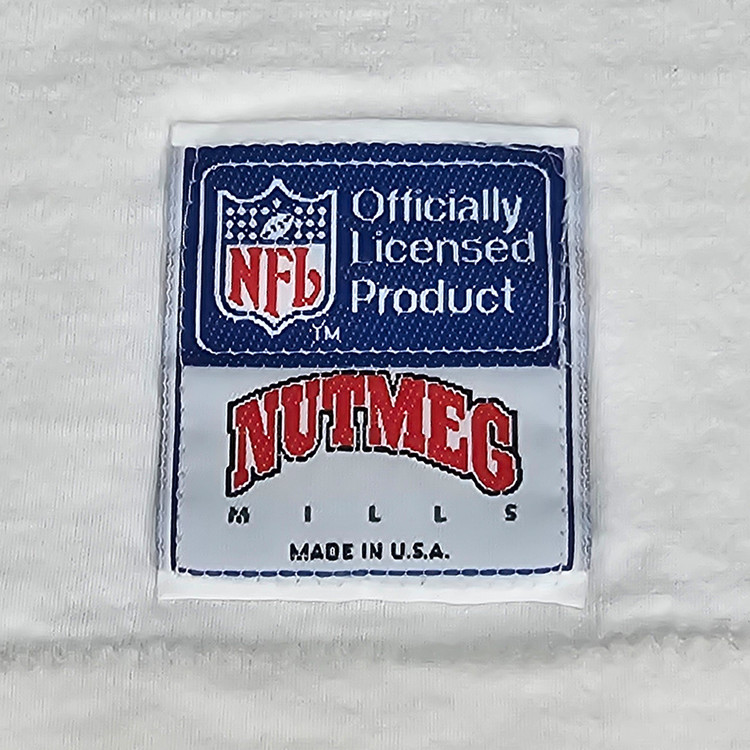 Officially
Licensed
Product
NFL
TM
NUTMEG
MILLS
MADE IN U.S.A.